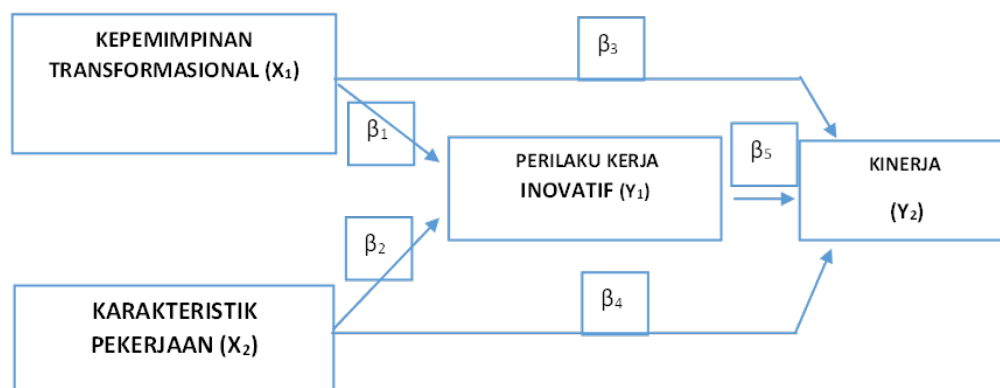 KEPEMIMPINAN
TRANSFORMASIONAL (X₁)
β₃
β₁
PERILAKU KERJA
INOVATIF (Y₁)
β₅
KINERJA
(Y₂)
β₂
KARAKTERISTIK
PEKERJAAN (X₂)
β₄